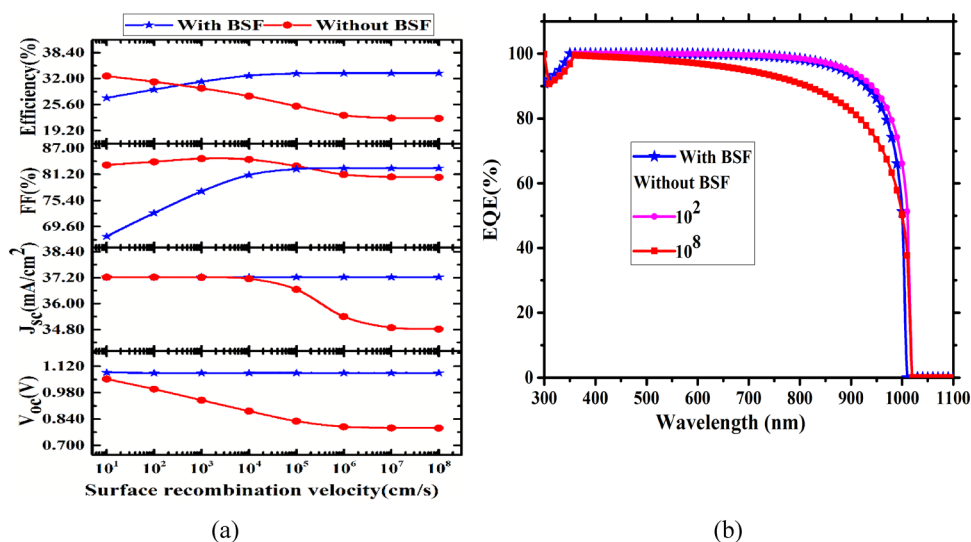 With BSF Without BSF
Efficiency(%)
38.40
32.00
25.60
19.20
FF(%)
87.00
81.20
75.40
69.60
Jsc(mA/cm²)
38.40
37.20
36.00
34.80
Voc(V)
1.120
0.980
0.840
0.700
10¹ 10² 10³ 10⁴ 10⁵ 10⁶ 10⁷ 10⁸
Surface recombination velocity(cm/s)
(a)
EQE(%)
100
80
60
40
20
0
With BSF
Without BSF
10²
10⁸
300 400 500 600 700 800 900 1000 1100
Wavelength (nm)
(b)